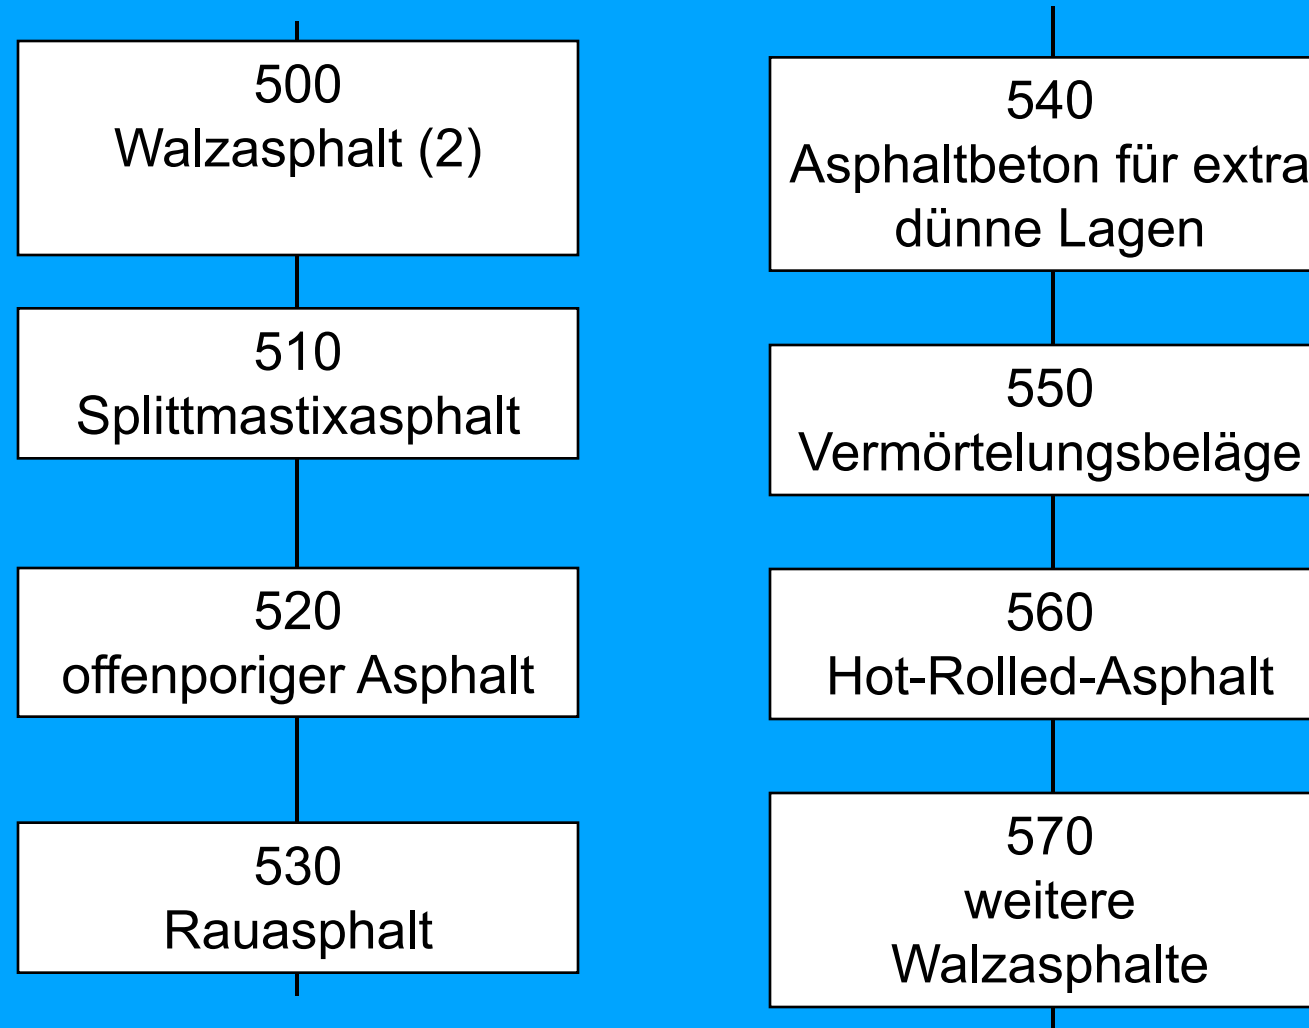 500
Walzasphalt (2)
510
Splittmastixasphalt
520
offenporiger Asphalt
530
Rauasphalt
540
Asphaltbeton für extra
dünne Lagen
550
Vermörtelungsbeläge
560
Hot-Rolled-Asphalt
570
weitere
Walzasphalte